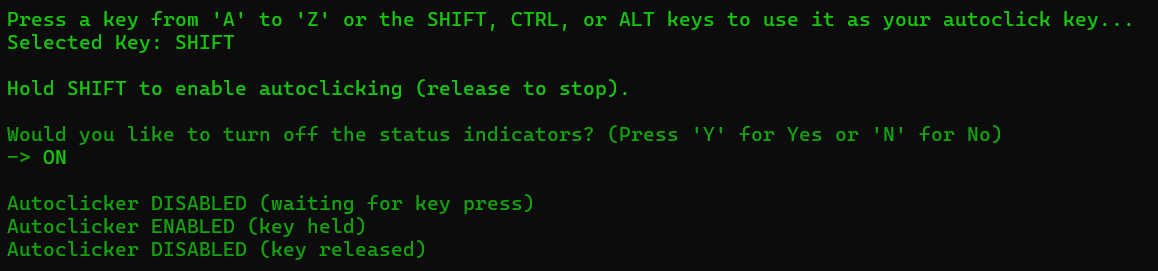 Press a key from 'A' to 'Z' or the SHIFT, CTRL, or ALT keys to use it as your autoclick key...
Selected Key: SHIFT
Hold SHIFT to enable autoclicking (release to stop).
Would you like to turn off the status indicators? (Press 'Y' for Yes or 'N' for No)
-> ON
Autoclicker DISABLED (waiting for key press)
Autoclicker ENABLED (key held)
Autoclicker DISABLED (key released)